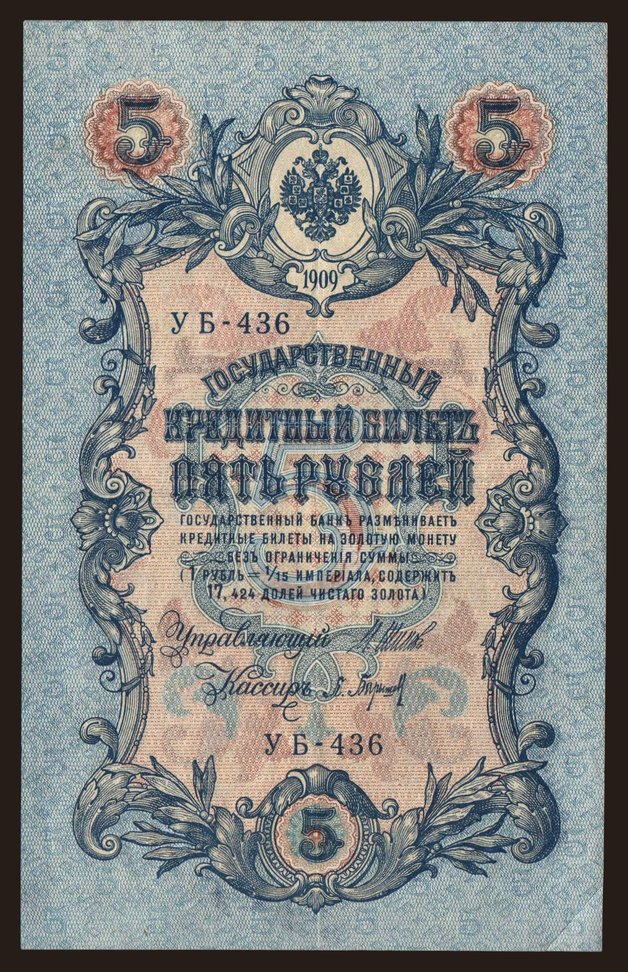 5 5
1909
УБ-436
ГОСУДАРСТВЕННЫЙ
КРЕДИТНЫЙ БИЛЕТЪ
ПЯТЬ РУБЛЕЙ
ГОСУДАРСТВЕННЫЙ БАНКЪ РАЗМѢНИВАЕТЪ
КРЕДИТНЫЕ БИЛЕТЫ НА ЗОЛОТУЮ МОНЕТУ
БЕЗЪ ОГРАНИЧЕНІЯ СУММЫ
(1 РУБЛЬ = 1/15 ИМПЕРІАЛА, СОДЕРЖИТЪ
17,424 ДОЛЕЙ ЧИСТАГО ЗОЛОТА).
Управляющій
Кассиръ
УБ-436
5